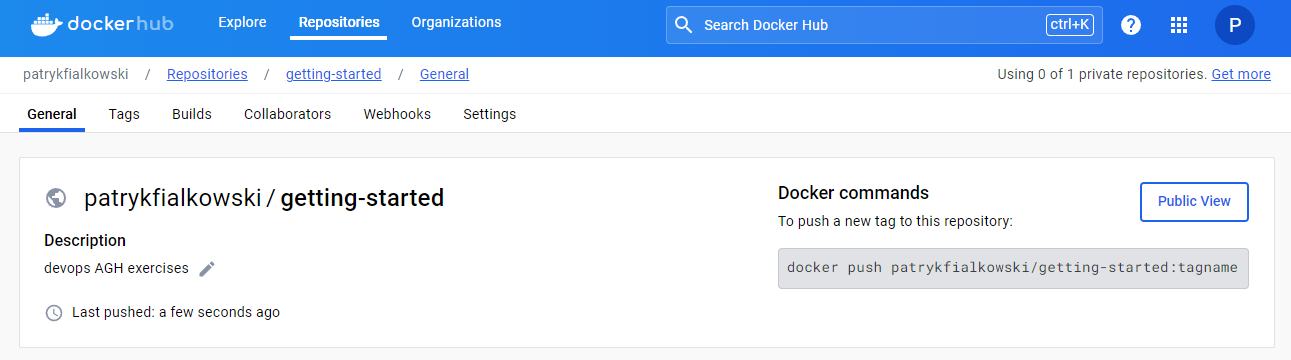 dockerhub Explore Repositories Organizations Search Docker Hub ctrl+K ? P
patrykfialkowski / Repositories / getting-started / General Using 0 of 1 private repositories. Get more
General Tags Builds Collaborators Webhooks Settings
patrykfialkowski / getting-started
Description
devops AGH exercises
Last pushed: a few seconds ago
Docker commands
Public View
To push a new tag to this repository:
docker push patrykfialkowski/getting-started:tagname